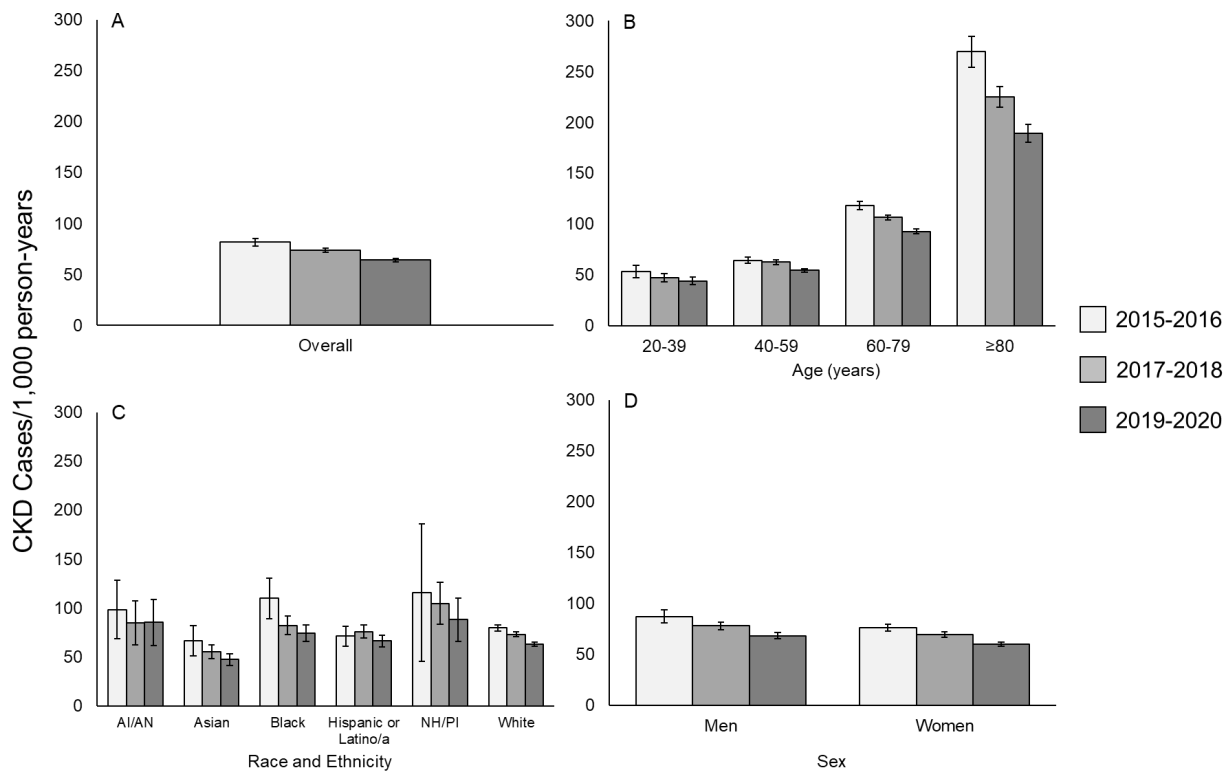 CKD Cases/1,000 person-years
A
300
250
200
150
100
50
0
Overall
B
300
250
200
150
100
50
0
20-39 40-59 60-79 ≥80
Age (years)
2015-2016
2017-2018
2019-2020
C
300
250
200
150
100
50
0
AI/AN Asian Black Hispanic or NH/PI White
Latino/a
Race and Ethnicity
D
300
250
200
150
100
50
0
Men Women
Sex